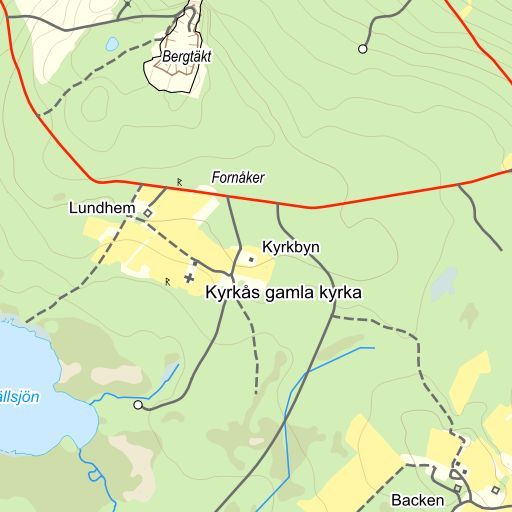 Bergtäkt
Fornåker
R
Lundhem
Kyrkbyn
R
Kyrkås gamla kyrka
Backen